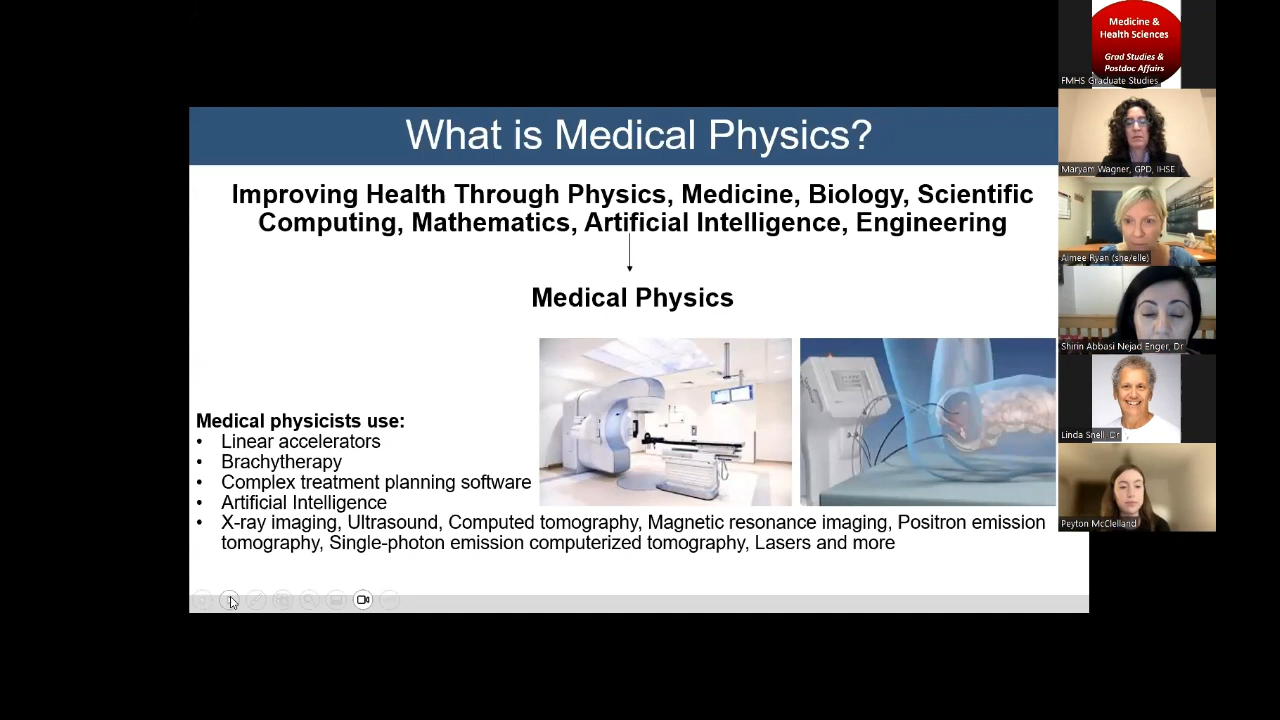 What is Medical Physics?
Improving Health Through Physics, Medicine, Biology, Scientific
Computing, Mathematics, Artificial Intelligence, Engineering
Medical Physics
Medical physicists use:
• Linear accelerators
• Brachytherapy
• Complex treatment planning software
• Artificial Intelligence
• X-ray imaging, Ultrasound, Computed tomography, Magnetic resonance imaging, Positron emission
tomography, Single-photon emission computerized tomography, Lasers and more
Medicine &
Health Sciences
Grad Studies &
Postdoc Affairs
FMHS Graduate Studies
Maryam Wagner, GPD, IHSE
Aimee Ryan (she/elle)
Shirin Abbasi Nejad Enger, Dr
Linda Snell, Dr
Peyton McClelland